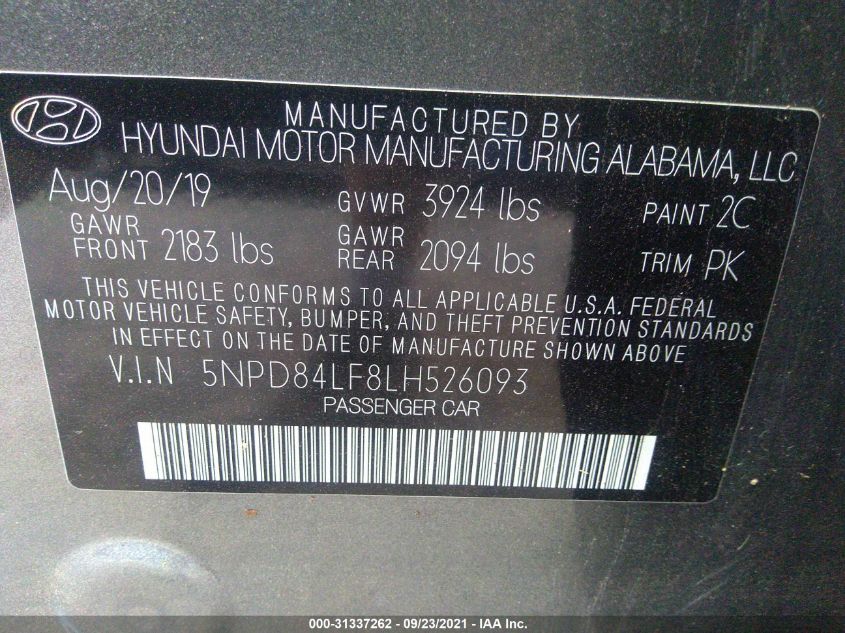 MANUFACTURED BY
HYUNDAI MOTOR MANUFACTURING ALABAMA, LLC
Aug/20/19 GVWR 3924 lbs PAINT 2C
GAWR FRONT 2183 lbs GAWR REAR 2094 lbs TRIM PK
THIS VEHICLE CONFORMS TO ALL APPLICABLE U.S.A. FEDERAL
MOTOR VEHICLE SAFETY, BUMPER, AND THEFT PREVENTION STANDARDS
IN EFFECT ON THE DATE OF MANUFACTURE SHOWN ABOVE
V.I.N 5NPD84LF8LH526093
PASSENGER CAR
000-31337262 - 09/23/2021 - IAA Inc.